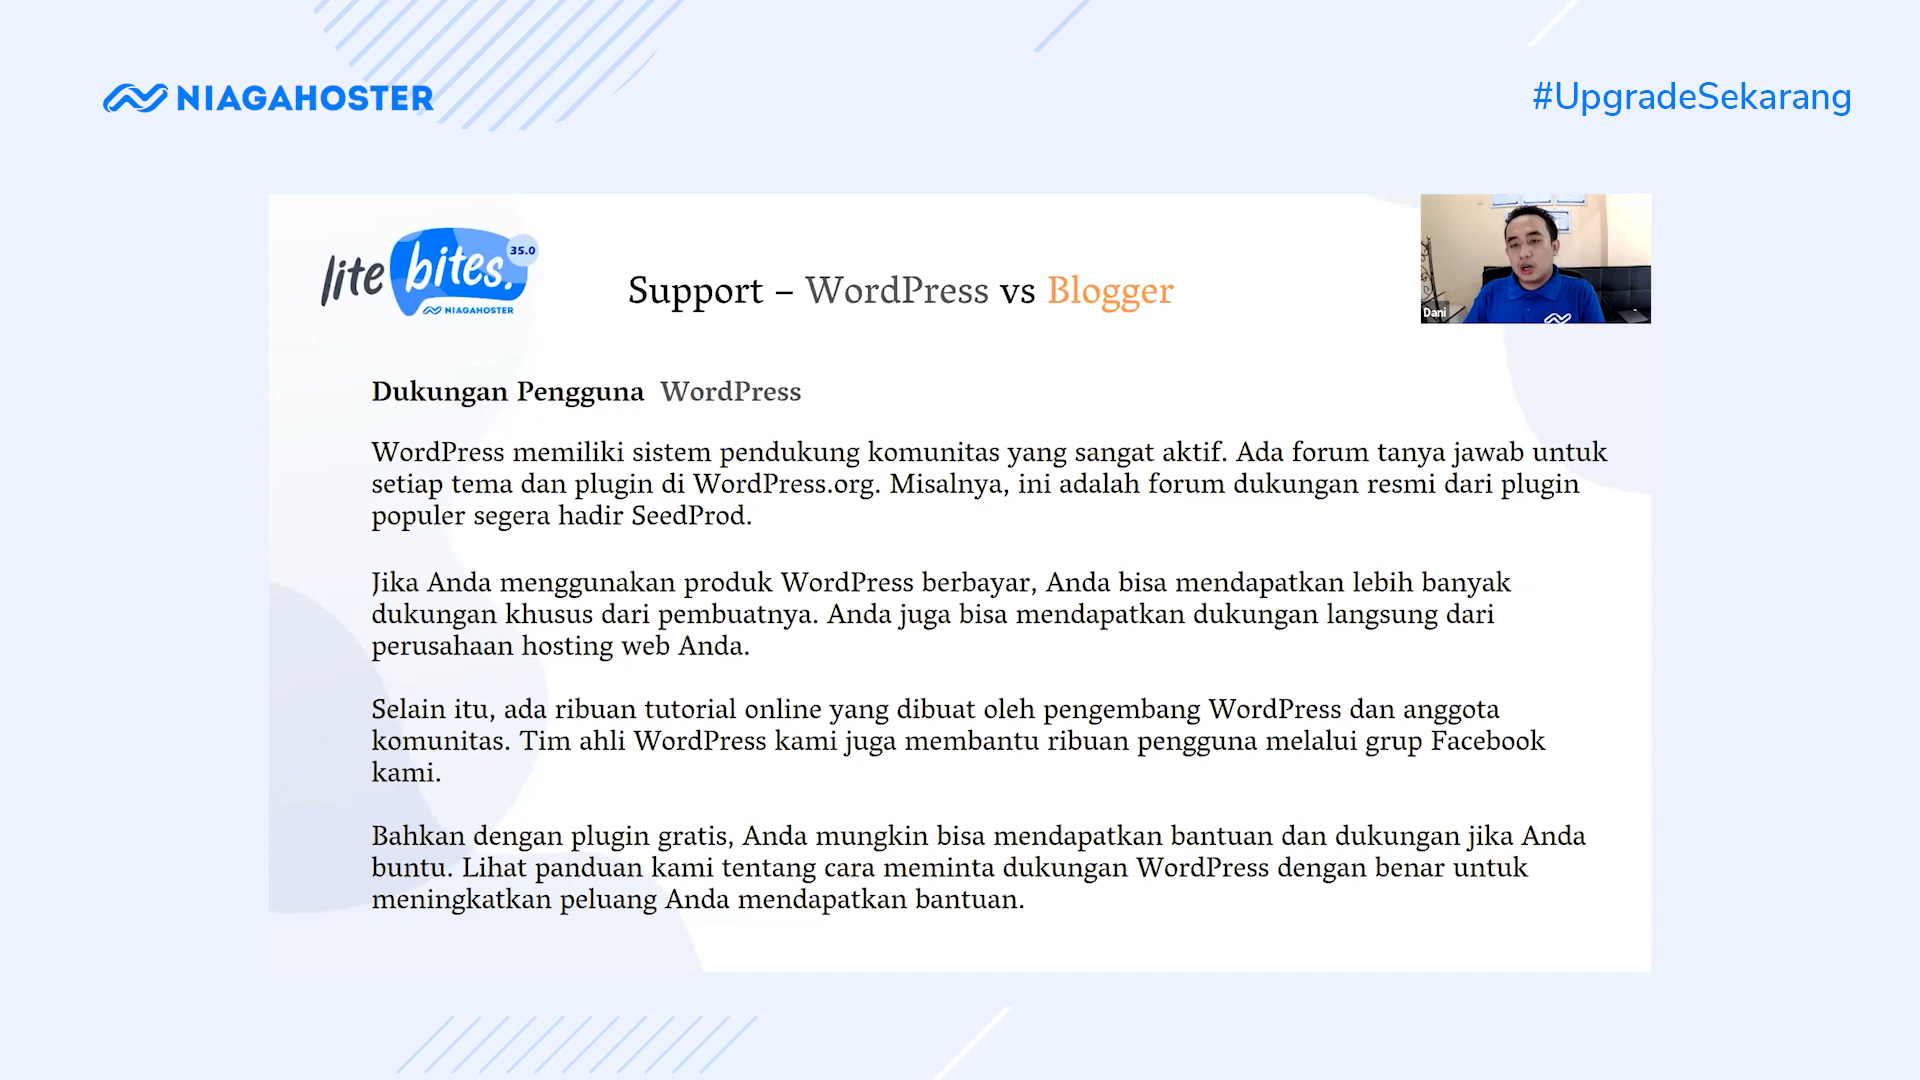 NIAGAHOSTER
#UpgradeSekarang
lite bites. 35.0
NIAGAHOSTER
Support – WordPress vs Blogger
Dani
Dukungan Pengguna WordPress
WordPress memiliki sistem pendukung komunitas yang sangat aktif. Ada forum tanya jawab untuk
setiap tema dan plugin di WordPress.org. Misalnya, ini adalah forum dukungan resmi dari plugin
populer segera hadir SeedProd.
Jika Anda menggunakan produk WordPress berbayar, Anda bisa mendapatkan lebih banyak
dukungan khusus dari pembuatnya. Anda juga bisa mendapatkan dukungan langsung dari
perusahaan hosting web Anda.
Selain itu, ada ribuan tutorial online yang dibuat oleh pengembang WordPress dan anggota
komunitas. Tim ahli WordPress kami juga membantu ribuan pengguna melalui grup Facebook
kami.
Bahkan dengan plugin gratis, Anda mungkin bisa mendapatkan bantuan dan dukungan jika Anda
buntu. Lihat panduan kami tentang cara meminta dukungan WordPress dengan benar untuk
meningkatkan peluang Anda mendapatkan bantuan.